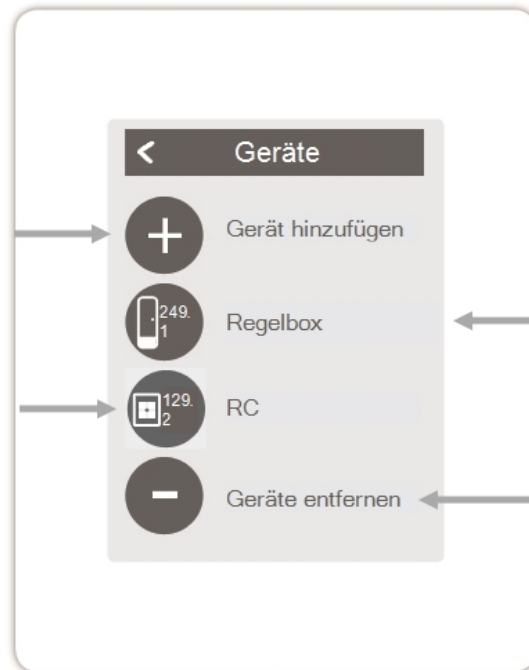 Geräte
Gerät hinzufügen
249.
1
Regelbox
129.
2
RC
Geräte entfernen